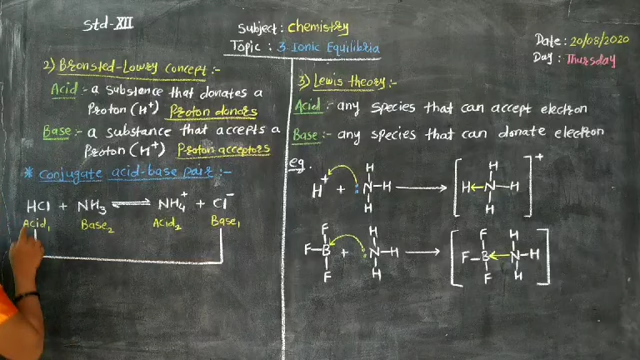 Std-XII
Subject: Chemistry
Topic: 3. Ionic Equilibria
Date: 20/08/2020
Day: Thursday
2) Bronsted-Lowry concept:-
Acid:- a substance that donates a
Proton (H+) Proton donors
Base:- a substance that accepts a
Proton (H+) Proton acceptors
* Conjugate acid-base pair:-
HCl + NH3 ⇌ NH4+ + Cl-
Acid1 Base2 Acid2 Base1
3) Lewis theory:-
Acid:- any species that can accept electron
Base:- any species that can donate electron
eg.
H
H+ + :N-H → [H←N-H]+
H
F H F H
F-B + :N-H → [F-B←N-H]
F H F H